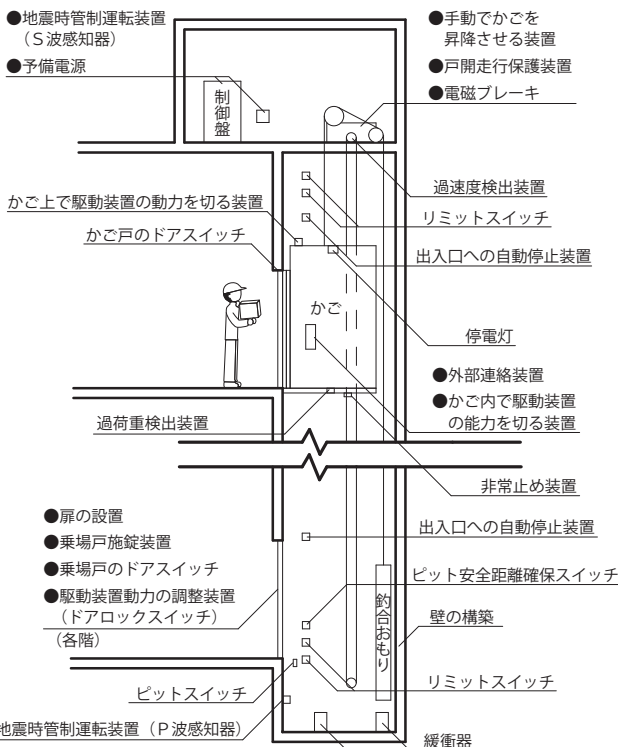 ●地震時管制運転装置
（S波感知器）
●予備電源
●手動でかごを
昇降させる装置
●戸開走行保護装置
●電磁ブレーキ
制御盤
過速度検出装置
リミットスイッチ
かご上で駆動装置の動力を切る装置
かご戸のドアスイッチ
出入口への自動停止装置
かご
停電灯
●外部連絡装置
●かご内で駆動装置
の能力を切る装置
過荷重検出装置
非常止め装置
●扉の設置
●乗場戸施錠装置
●乗場戸のドアスイッチ
●駆動装置動力の調整装置
（ドアロックスイッチ）
（各階）
出入口への自動停止装置
ピット安全距離確保スイッチ
釣合おもり
壁の構築
リミットスイッチ
ピットスイッチ
地震時管制運転装置（P波感知器）
緩衝器